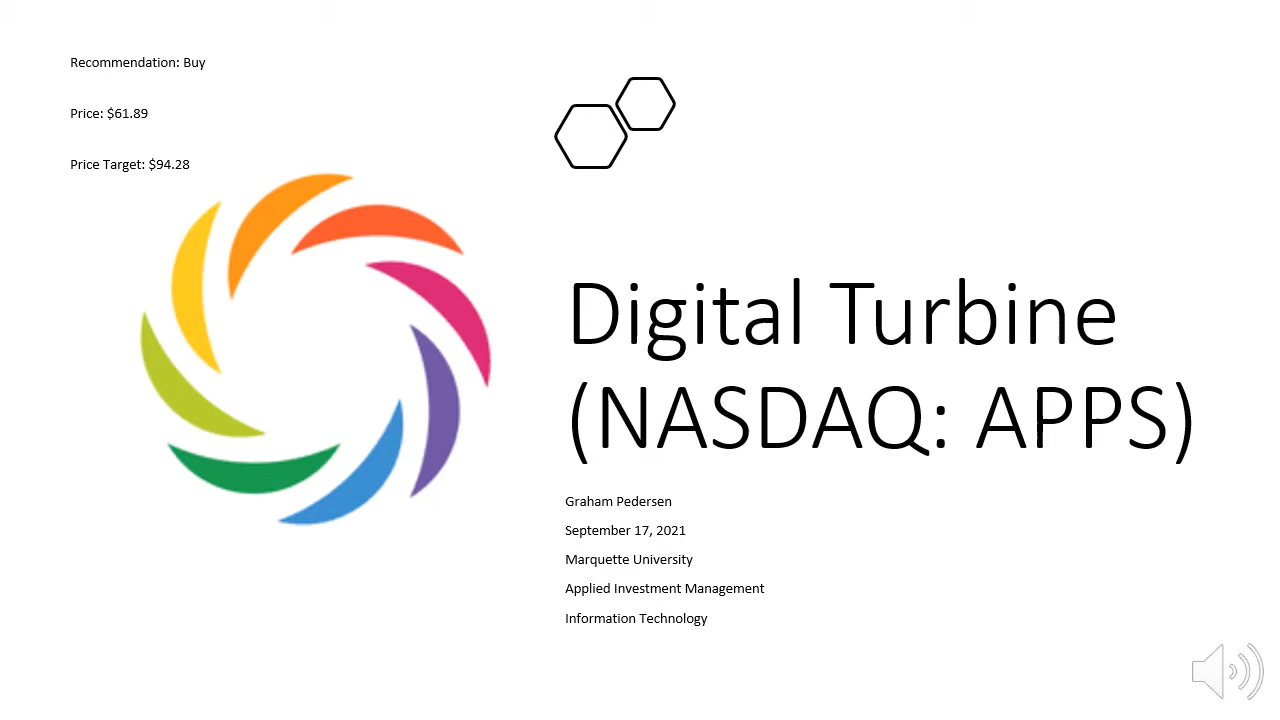 Recommendation: Buy
Price: $61.89
Price Target: $94.28
Digital Turbine
(NASDAQ: APPS)
Graham Pedersen
September 17, 2021
Marquette University
Applied Investment Management
Information Technology